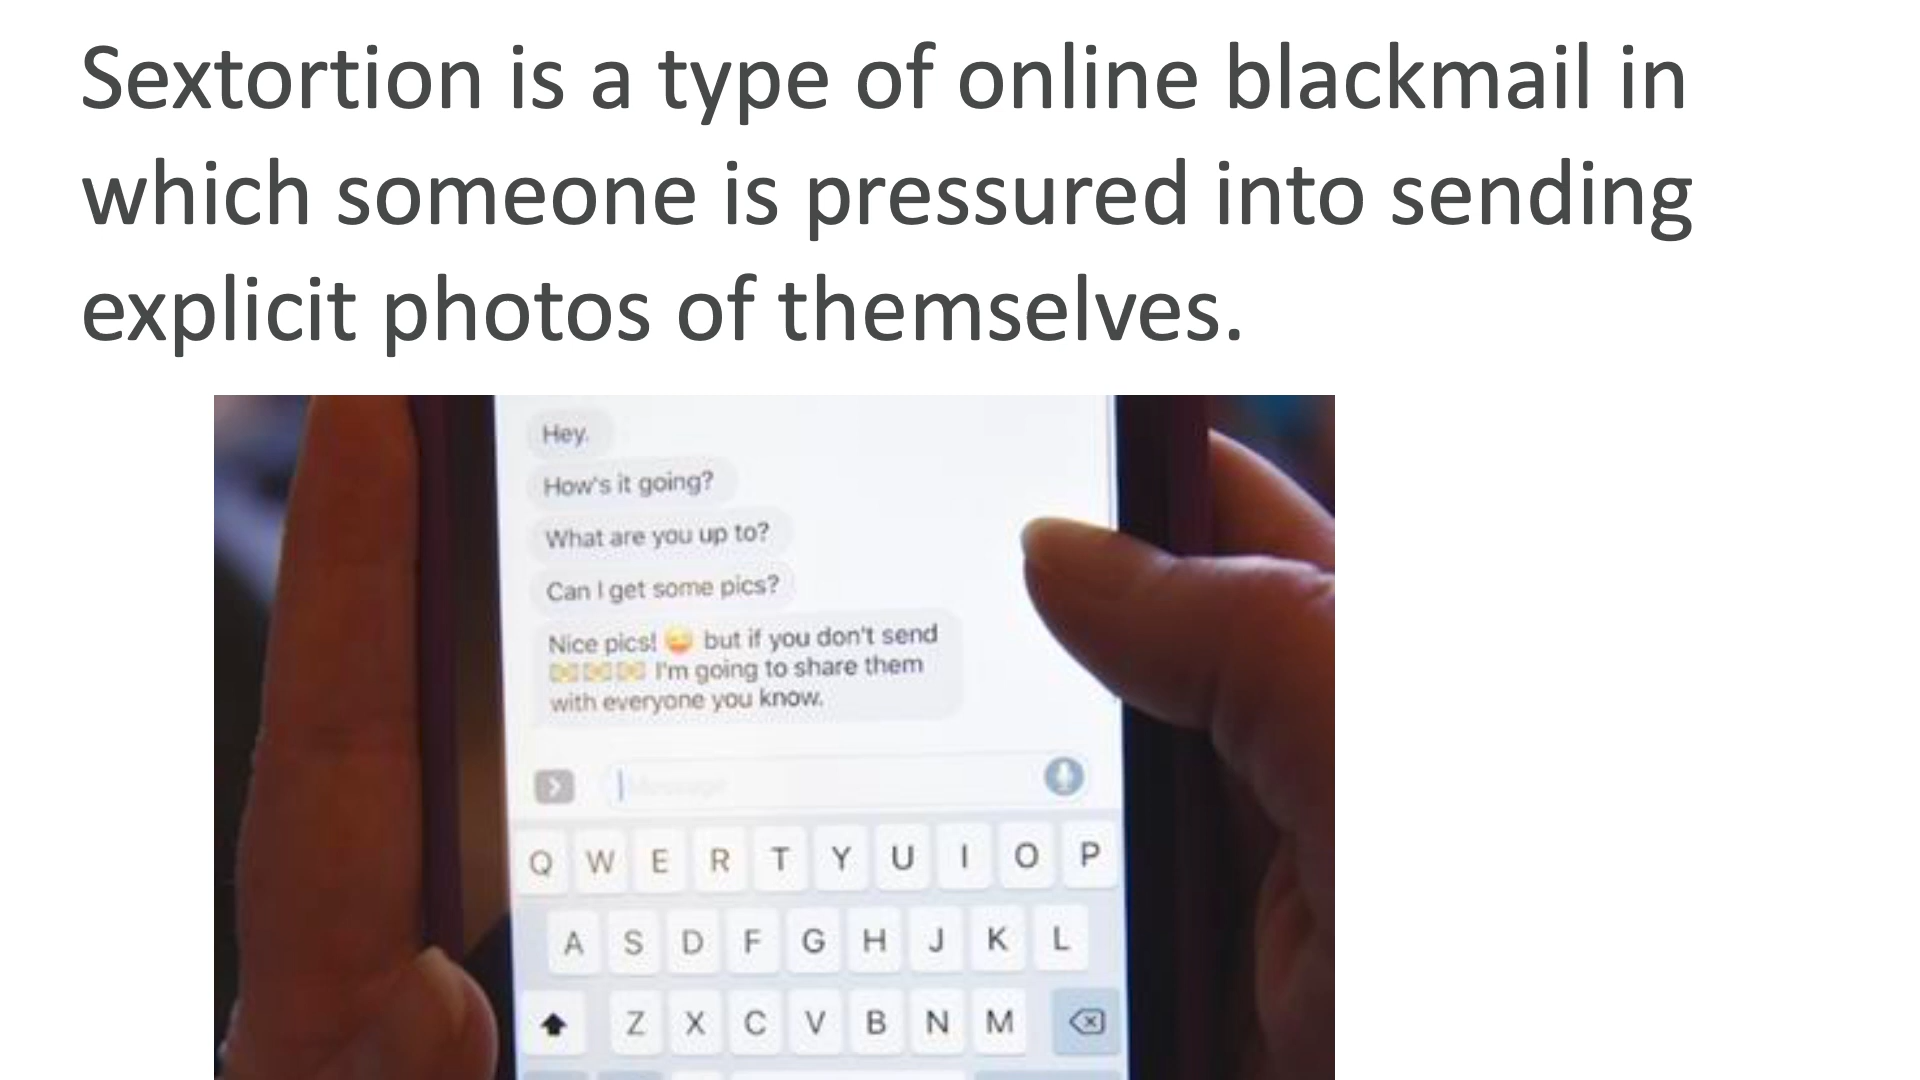 Sextortion is a type of online blackmail in
which someone is pressured into sending
explicit photos of themselves.
Hey.
How's it going?
What are you up to?
Can I get some pics?
Nice pics! 😄 but if you don't send
💴💴💴 I'm going to share them
with everyone you know.
Message
Q W E R T Y U I O P
A S D F G H J K L
Z X C V B N M